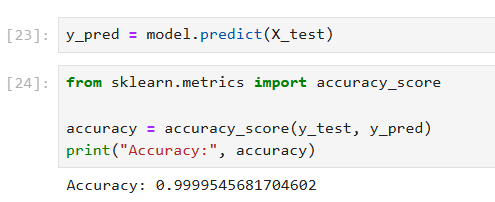 [23]: y_pred = model.predict(X_test)
[24]: from sklearn.metrics import accuracy_score
accuracy = accuracy_score(y_test, y_pred)
print("Accuracy:", accuracy)
Accuracy: 0.9999545681704602